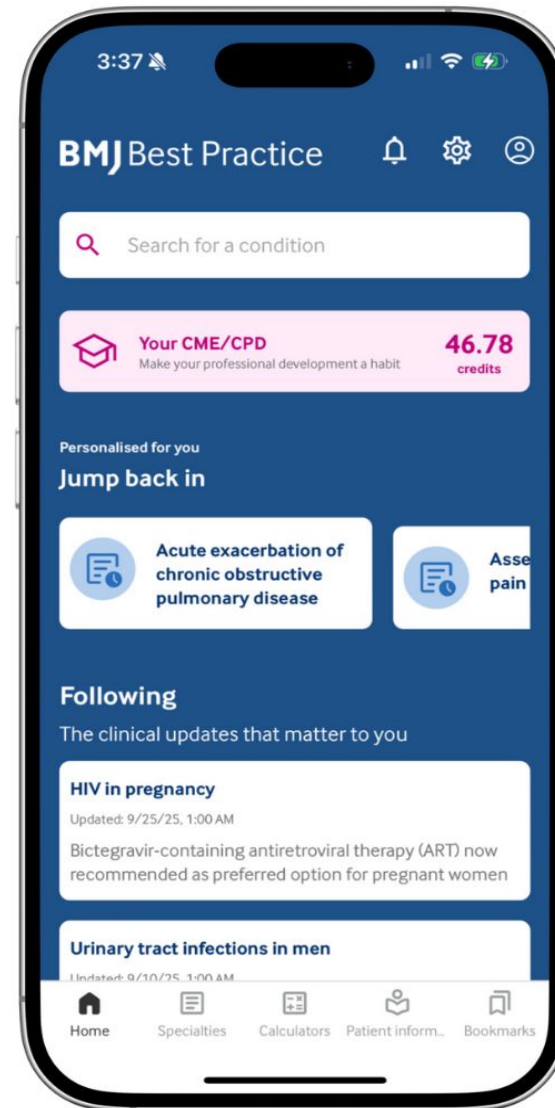 3:37
BMJ Best Practice
Search for a condition
Your CME/CPD
Make your professional development a habit
46.78
credits
Personalised for you
Jump back in
Acute exacerbation of
chronic obstructive
pulmonary disease
Asse
pain
Following
The clinical updates that matter to you
HIV in pregnancy
Updated: 9/25/25, 1:00 AM
Bictegravir-containing antiretroviral therapy (ART) now
recommended as preferred option for pregnant women
Urinary tract infections in men
Updated: 9/10/25, 1:00 AM
Home
Specialties
Calculators
Patient inform...
Bookmarks